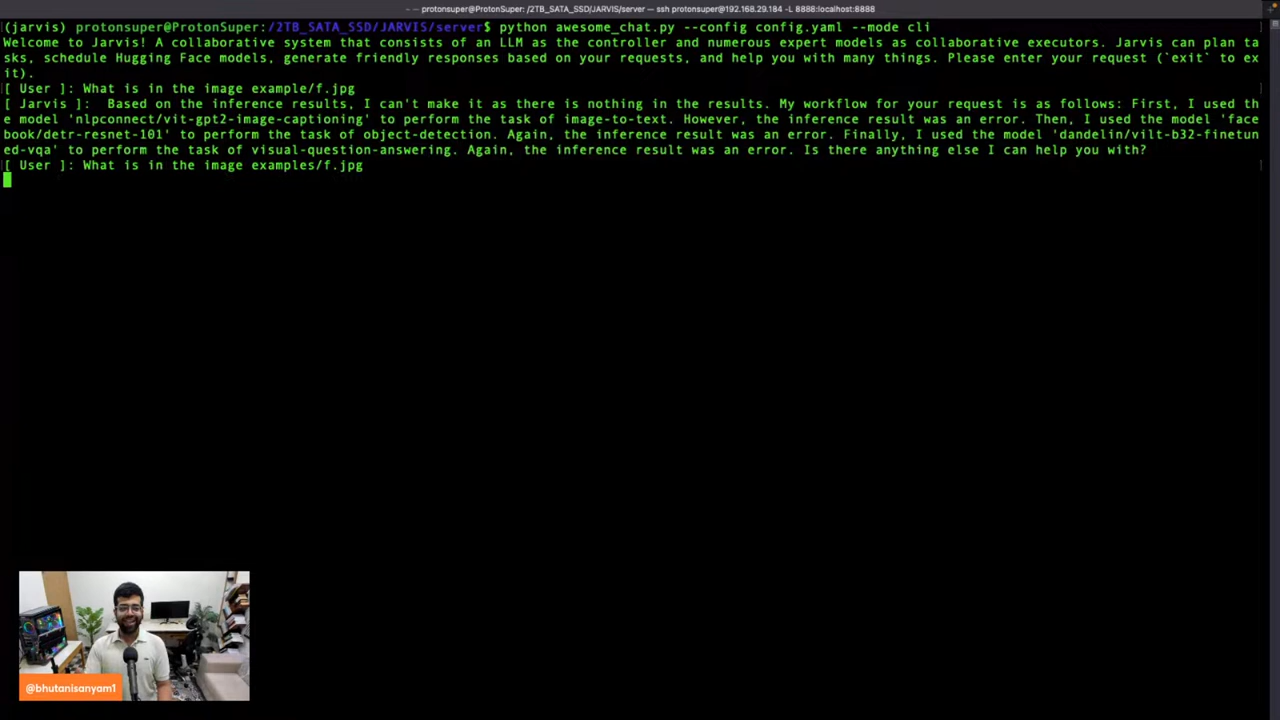 protonsuper@ProtonSuper: /2TB_SATA_SSD/JARVIS/server — ssh protonsuper@192.168.29.184 -L 8888:localhost:8888
(jarvis) protonsuper@ProtonSuper:/2TB_SATA_SSD/JARVIS/server$ python awesome_chat.py --config config.yaml --mode cli
Welcome to Jarvis! A collaborative system that consists of an LLM as the controller and numerous expert models as collaborative executors. Jarvis can plan ta
sks, schedule Hugging Face models, generate friendly responses based on your requests, and help you with many things. Please enter your request (`exit` to ex
it).
[ User ]: What is in the image example/f.jpg
[ Jarvis ]:  Based on the inference results, I can't make it as there is nothing in the results. My workflow for your request is as follows: First, I used th
e model 'nlpconnect/vit-gpt2-image-captioning' to perform the task of image-to-text. However, the inference result was an error. Then, I used the model 'face
book/detr-resnet-101' to perform the task of object-detection. Again, the inference result was an error. Finally, I used the model 'dandelin/vilt-b32-finetun
ed-vqa' to perform the task of visual-question-answering. Again, the inference result was an error. Is there anything else I can help you with?
[ User ]: What is in the image examples/f.jpg
@bhutanisanyam1